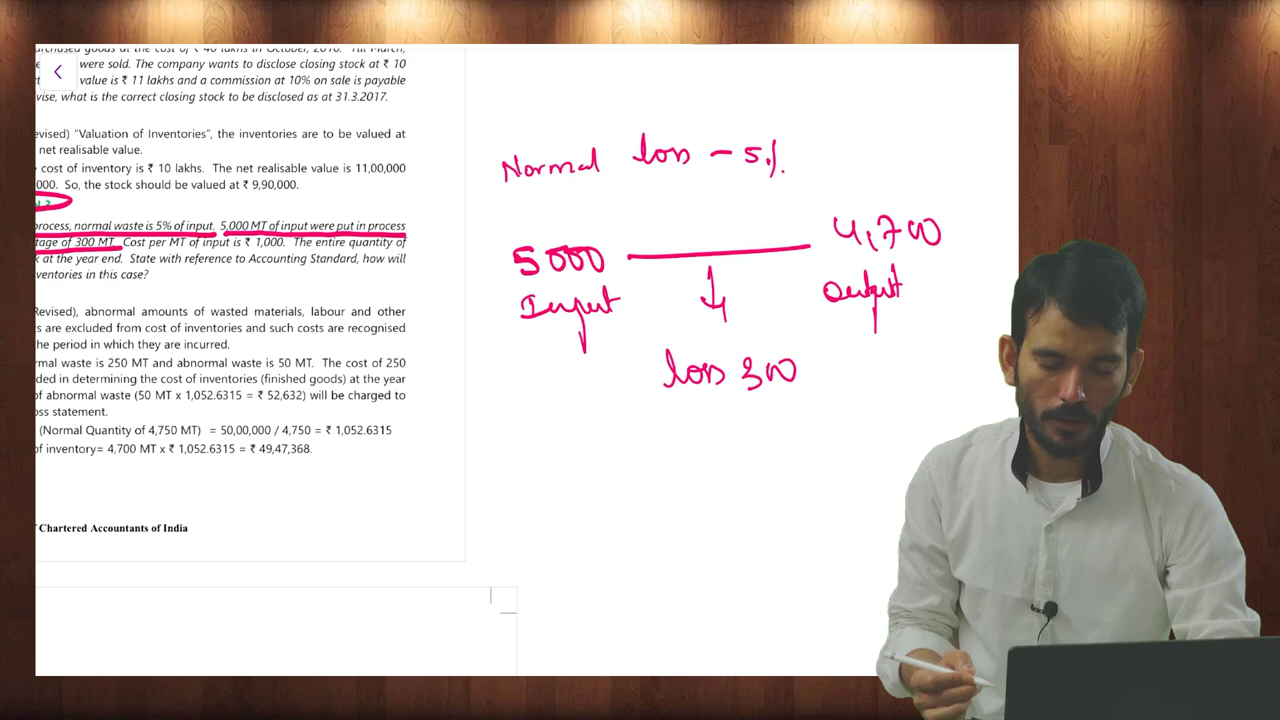 were sold. The company wants to disclose closing stock at ₹ 10
value is ₹ 11 lakhs and a commission at 10% on sale is payable
vise, what is the correct closing stock to be disclosed as at 31.3.2017.
evised) “Valuation of Inventories”, the inventories are to be valued at
net realisable value.
cost of inventory is ₹ 10 lakhs. The net realisable value is 11,00,000
000. So, the stock should be valued at ₹ 9,90,000.
process, normal waste is 5% of input. 5,000 MT of input were put in process
tage of 300 MT. Cost per MT of input is ₹ 1,000. The entire quantity of
k at the year end. State with reference to Accounting Standard, how will
ventories in this case?
Revised), abnormal amounts of wasted materials, labour and other
ts are excluded from cost of inventories and such costs are recognised
the period in which they are incurred.
rmal waste is 250 MT and abnormal waste is 50 MT. The cost of 250
ded in determining the cost of inventories (finished goods) at the year
of abnormal waste (50 MT x 1,052.6315 = ₹ 52,632) will be charged to
oss statement.
(Normal Quantity of 4,750 MT) = 50,00,000 / 4,750 = ₹ 1,052.6315
of inventory= 4,700 MT x ₹ 1,052.6315 = ₹ 49,47,368.
Chartered Accountants of India
Normal loss - 5%.
5000 4,700
Input Output
loss 300